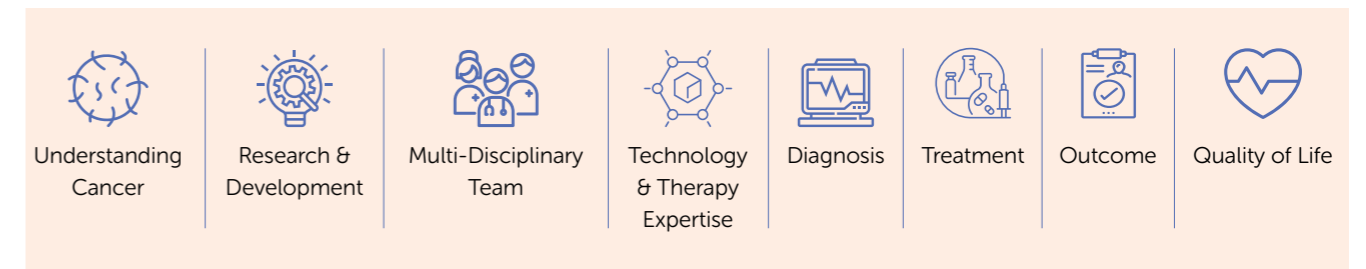 Understanding
Cancer
Research &
Development
Multi-Disciplinary
Team
Technology
& Therapy
Expertise
Diagnosis
Treatment
Outcome
Quality of Life